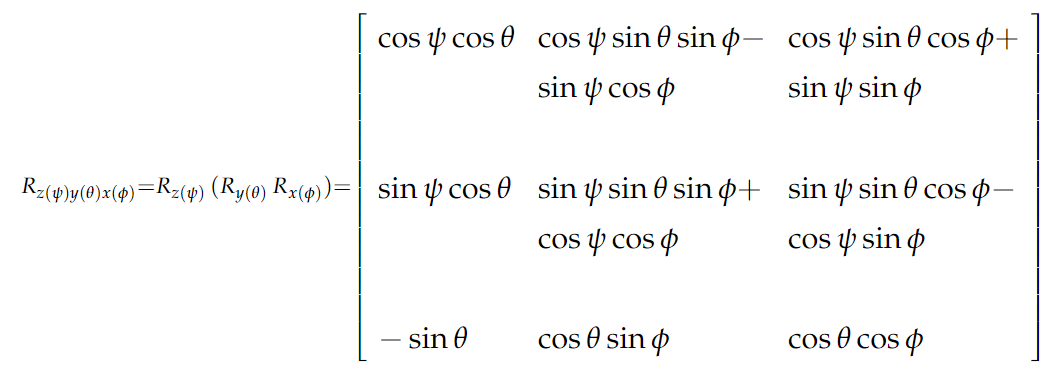 cos ψ cos θ cos ψ sin θ sin ϕ− cos ψ sin θ cos ϕ+
sin ψ cos ϕ sin ψ sin ϕ
R_{z(ψ)y(θ)x(ϕ)}=R_{z(ψ)} (R_{y(θ)} R_{x(ϕ)})= sin ψ cos θ sin ψ sin θ sin ϕ+ sin ψ sin θ cos ϕ−
cos ψ cos ϕ cos ψ sin ϕ
− sin θ cos θ sin ϕ cos θ cos ϕ